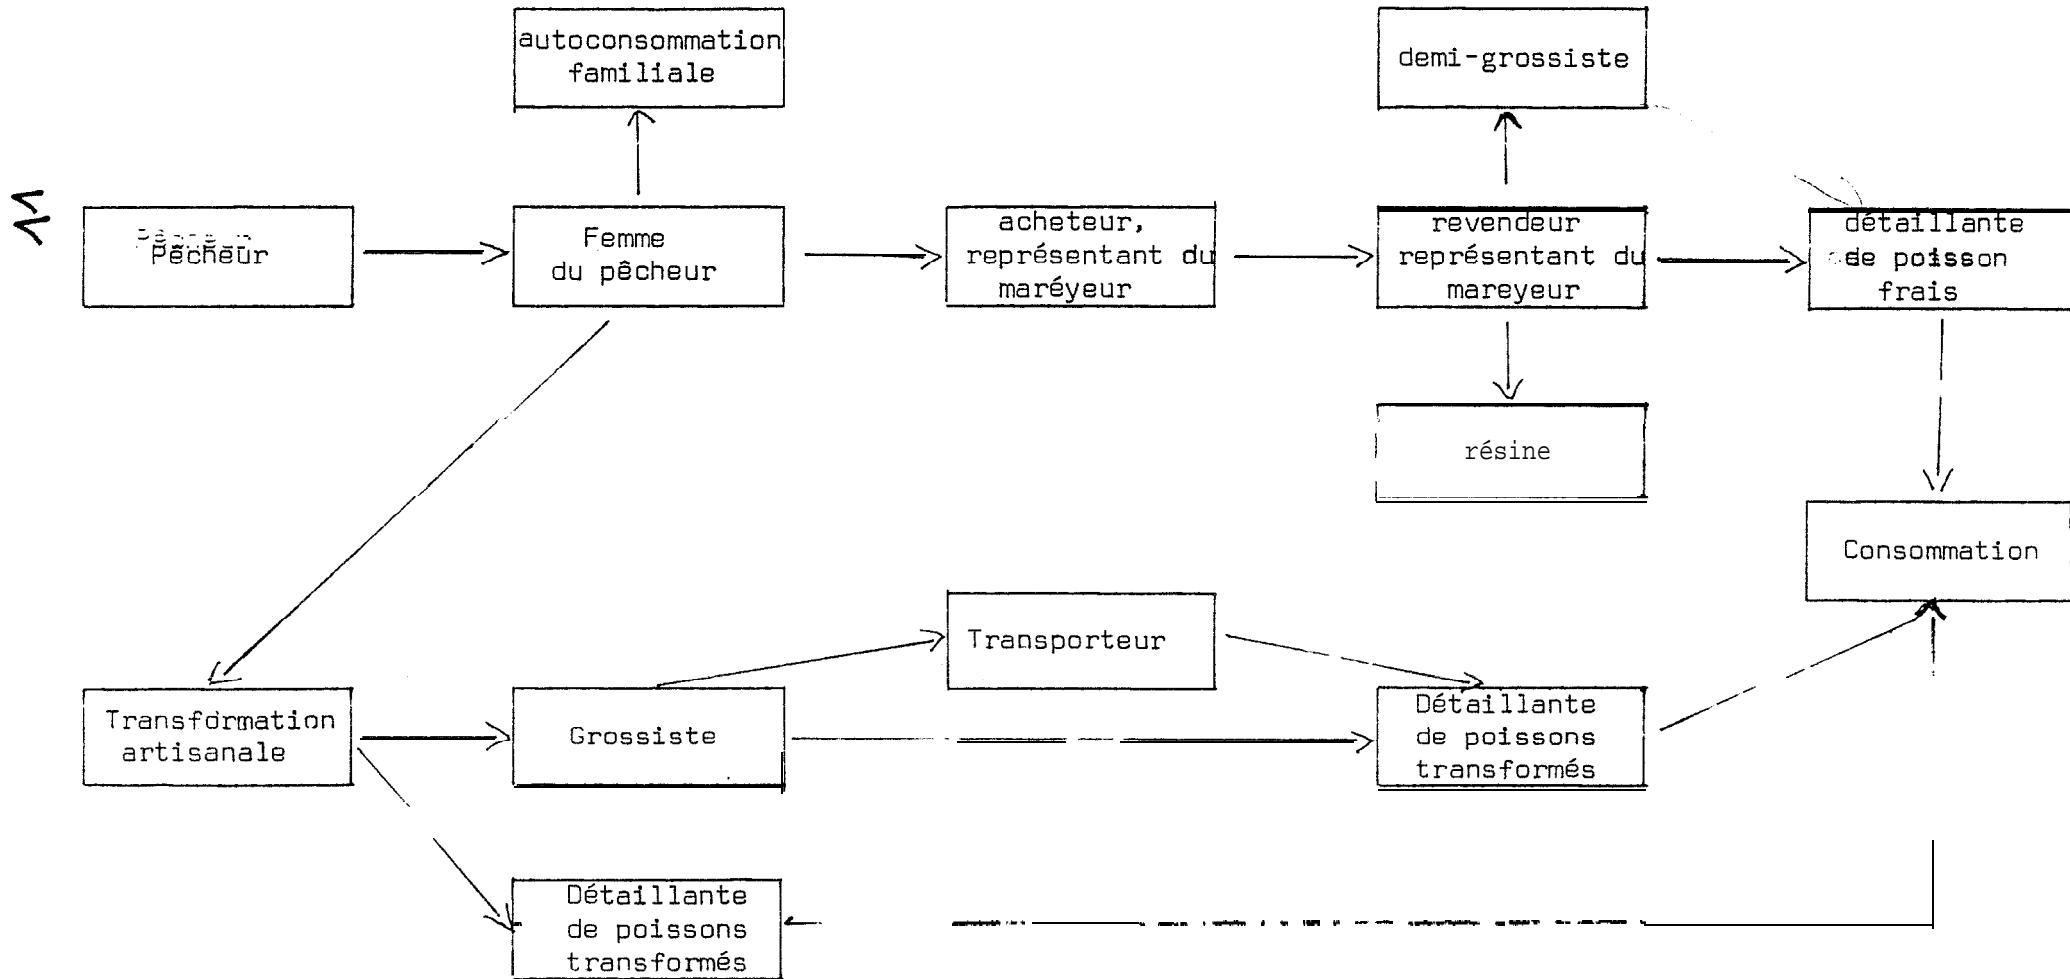 autoconsommation
familiale
demi-grossiste
Pêcheur
Femme
du pêcheur
acheteur,
représentant du
maréyeur
revendeur
représentant du
mareyeur
détaillante
de poisson
frais
résine
Consommation
Transporteur
Transformation
artisanale
Grossiste
Détaillante
de poissons
transformés
Détaillante
de poissons
transformés